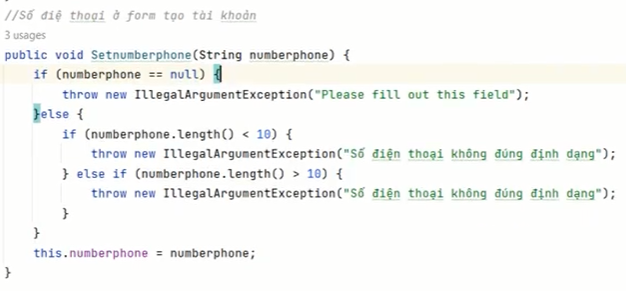 //Số điệ thoại ở form tạo tài khoản
3 usages
public void Setnumberphone(String numberphone) {
if (numberphone == null) {
throw new IllegalArgumentException("Please fill out this field");
}else {
if (numberphone.length() < 10) {
throw new IllegalArgumentException("Số điện thoại không đúng định dạng");
} else if (numberphone.length() > 10) {
throw new IllegalArgumentException("Số điện thoại không đúng định dạng");
}
}
this.numberphone = numberphone;
}